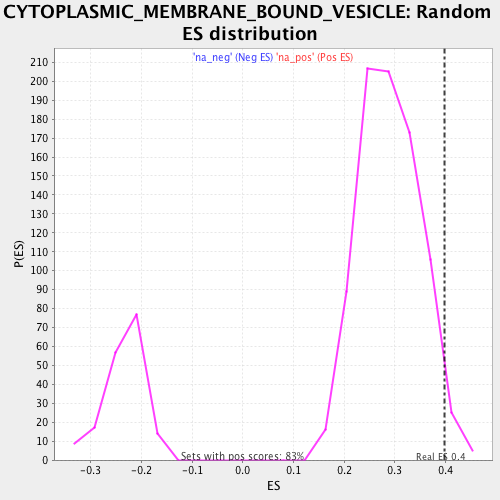 CYTOPLASMIC_MEMBRANE_BOUND_VESICLE: Random
ES distribution
'na_neg' (Neg ES) 'na_pos' (Pos ES)
210
200
190
180
170
160
150
140
130
120
110
100
90
80
70
60
50
40
30
20
10
0
P(ES)
Sets with pos scores: 83%
Real ES 0.4
-0.3 -0.2 -0.1 0.0 0.1 0.2 0.3 0.4
ES